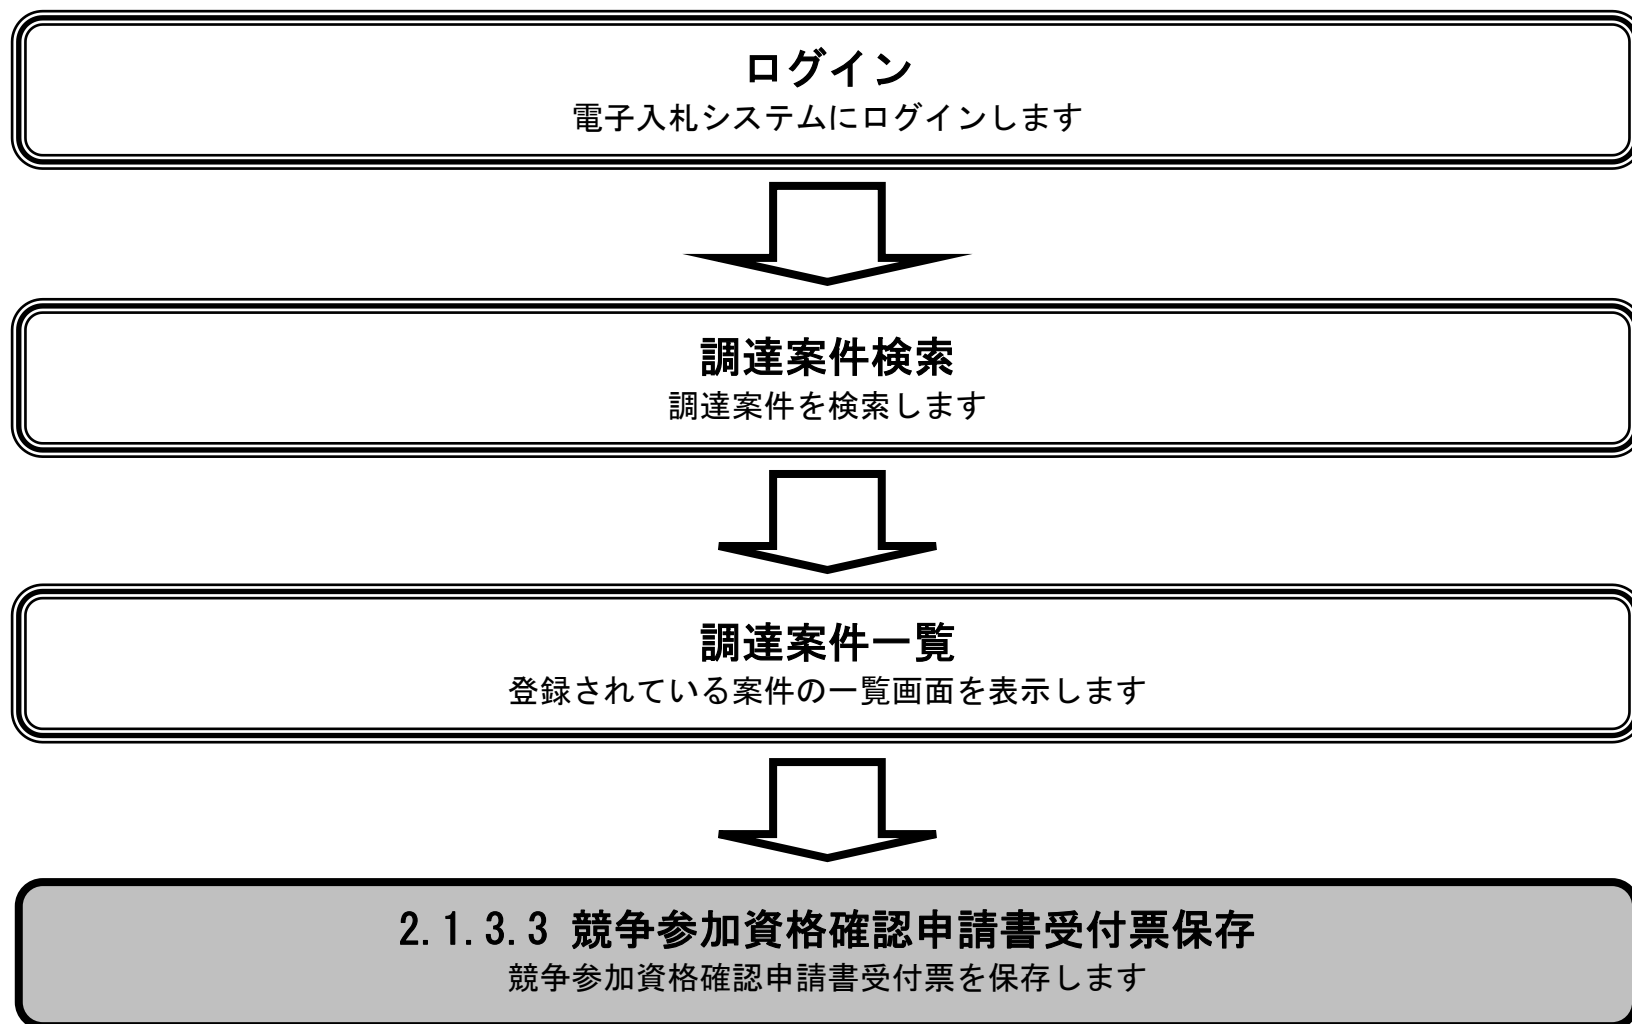 ログイン
電子入札システムにログインします
調達案件検索
調達案件を検索します
調達案件一覧
登録されている案件の一覧画面を表示します
2.1.3.3 競争参加資格確認申請書受付票保存
競争参加資格確認申請書受付票を保存します